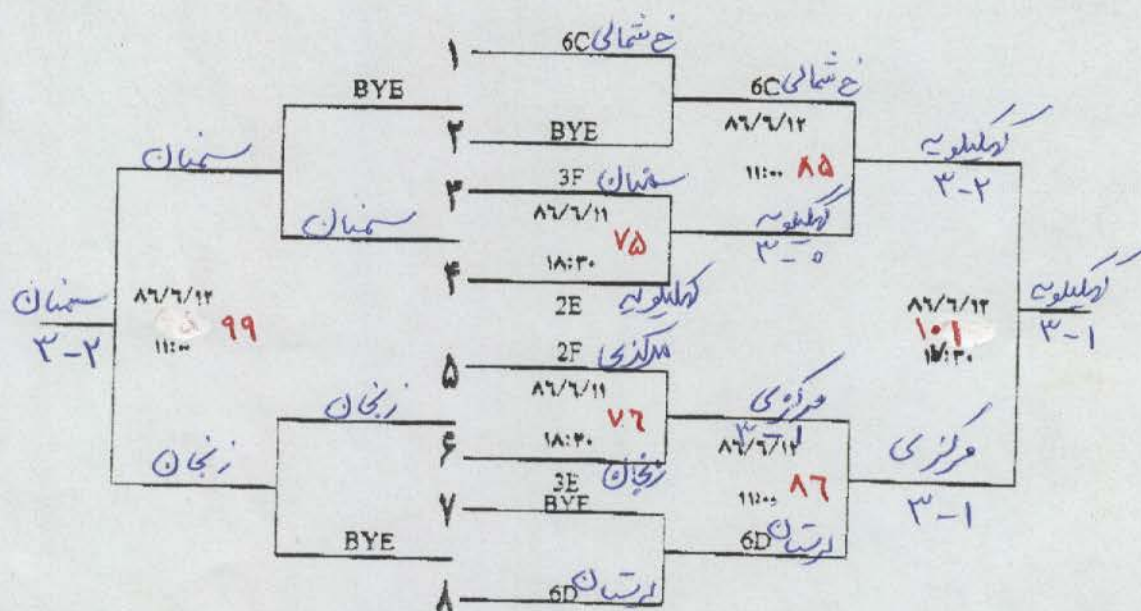 ۱
6C خ شمالی
BYE
6C خ شمالی
۲
BYE
۸۶/۶/۱۲
سمنان
۳
3F سمنان
۱۱:۰۰ ۸۵
کهگیلویه
۳-۲
سمنان
۸۶/۶/۱۱
۷۵
کهگیلویه
۳-۰
۱۸:۳۰
۴
کهگیلویه
2E
سمنان
۳-۲
۸۶/۶/۱۲
۹۹
۱۱:۰۰
۸۶/۶/۱۲
۱۰۱
کهگیلویه
۳-۱
۵
2F مرکزی
۸۶/۶/۱۱
۷۶
زنجان
مرکزی
۱۸:۳۰
۸۶/۶/۱۲
۶
3E زنجان
زنجان
۱۱:۰۰ ۸۶
مرکزی
۳-۱
۷
BYE
BYE
6D لرستان
۸
6D لرستان